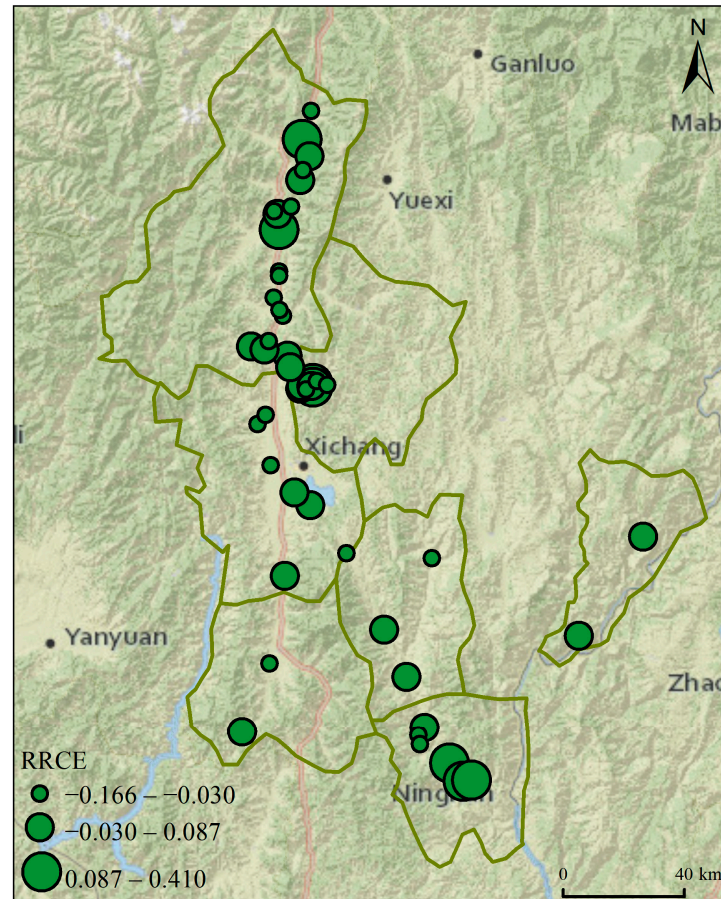 N
Ganluo
Mab
Yuexi
li
Xichang
Yanyuan
Zhao
RRCE
−0.166 – −0.030
−0.030 – 0.087
0.087 – 0.410
0 40 km